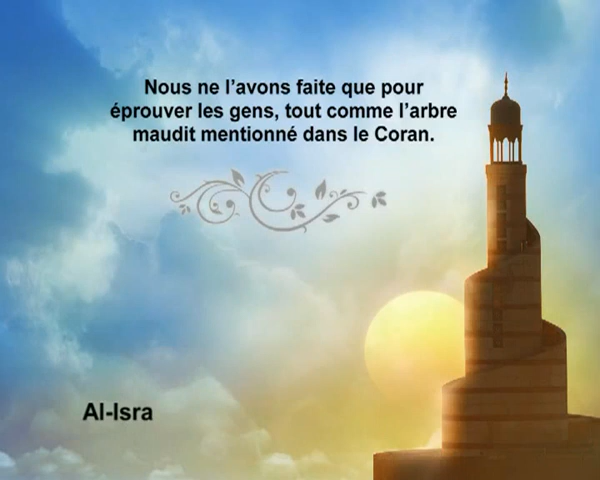 Nous ne l’avons faite que pour
éprouver les gens, tout comme l’arbre
maudit mentionné dans le Coran.
Al-Isra